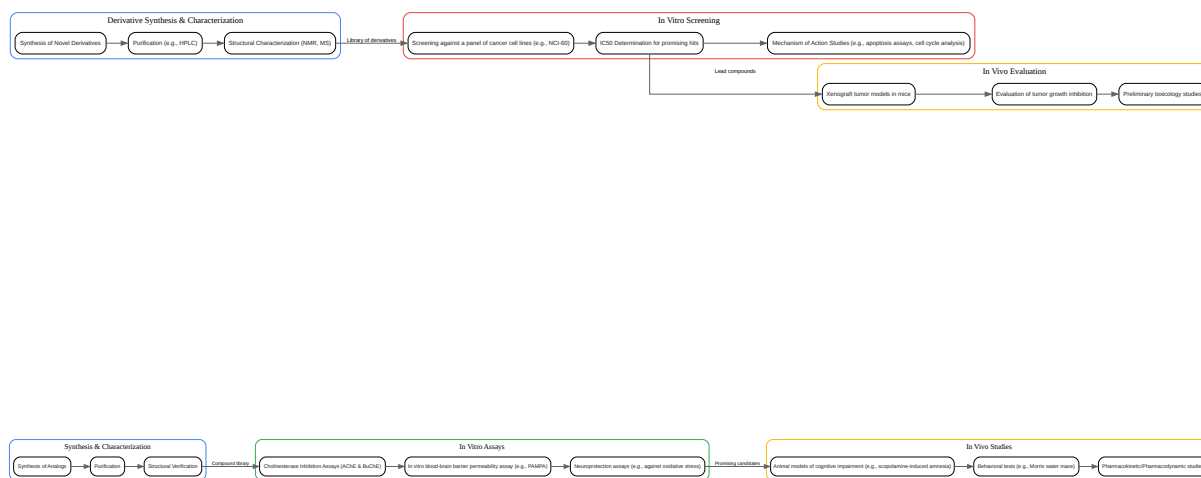 Derivative Synthesis & Characterization
Synthesis of Novel Derivatives
Purification (e.g., HPLC)
Structural Characterization (NMR, MS)
Library of derivatives
In Vitro Screening
Screening against a panel of cancer cell lines (e.g., NCI-60)
IC50 Determination for promising hits
Mechanism of Action Studies (e.g., apoptosis assays, cell cycle analysis)
Lead compounds
In Vivo Evaluation
Xenograft tumor models in mice
Evaluation of tumor growth inhibition
Preliminary toxicology studies
Synthesis & Characterization
Synthesis of Analogs
Purification
Structural Verification
Compound library
In Vitro Assays
Cholinesterase Inhibition Assays (AChE & BuChE)
In vitro blood-brain barrier permeability assay (e.g., PAMPA)
Neuroprotection assays (e.g., against oxidative stress)
Promising candidates
In Vivo Studies
Animal models of cognitive impairment (e.g., scopolamine-induced amnesia)
Behavioral tests (e.g., Morris water maze)
Pharmacokinetic/Pharmacodynamic studies